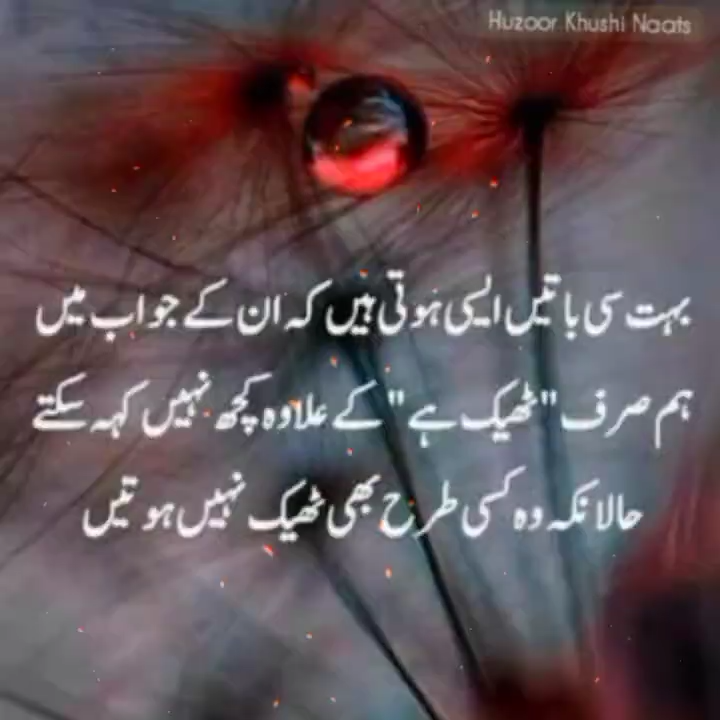 Huzoor Khushi Naats
بہت سی باتیں ایسی ہوتی ہیں کہ ان کے جواب میں
ہم صرف "ٹھیک ہے" کے علاوہ کچھ نہیں کہہ سکتے
حالانکہ وہ کسی طرح بھی ٹھیک نہیں ہوتیں